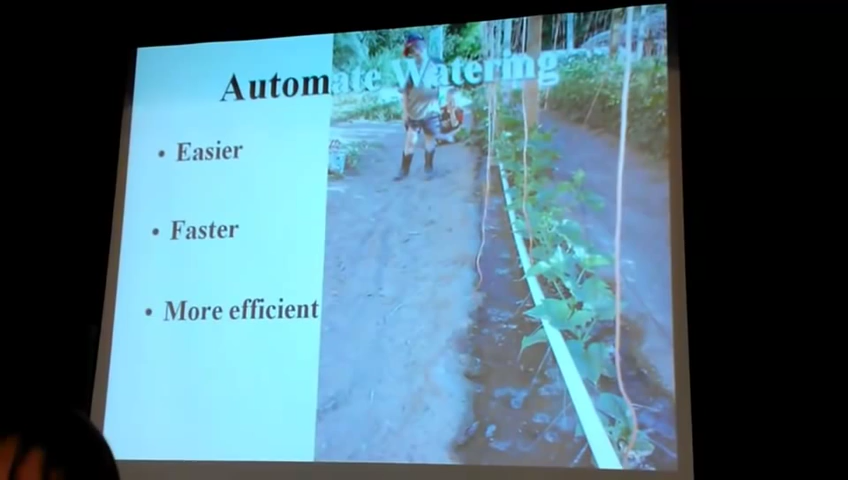 Automate Watering
• Easier
• Faster
• More efficient